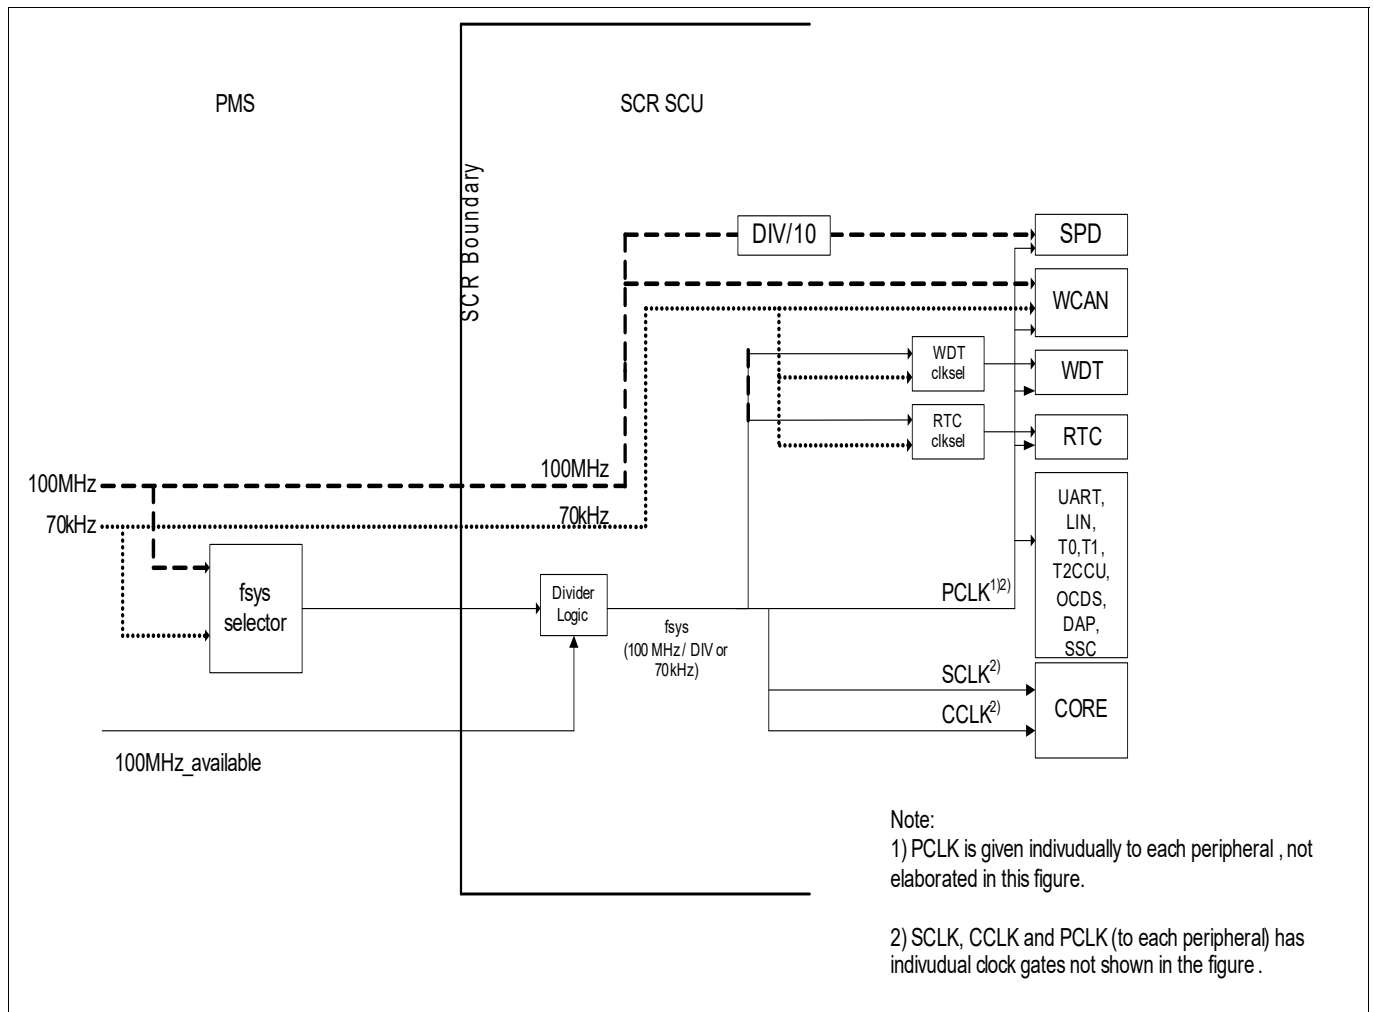 PMS
SCR SCU
SCR Boundary
DIV/10
SPD
WCAN
WDT
clksel
WDT
RTC
clksel
RTC
100MHz
100MHz
70kHz
70kHz
UART,
LIN,
T0,T1,
T2CCU,
OCDS,
DAP,
SSC
fsys
selector
Divider
Logic
fsys
(100 MHz / DIV or
70kHz)
PCLK1)2)
SCLK2)
CCLK2)
CORE
100MHz_available
Note:
1) PCLK is given indivudually to each peripheral , not
elaborated in this figure.
2) SCLK, CCLK and PCLK (to each peripheral) has
indivudual clock gates not shown in the figure .